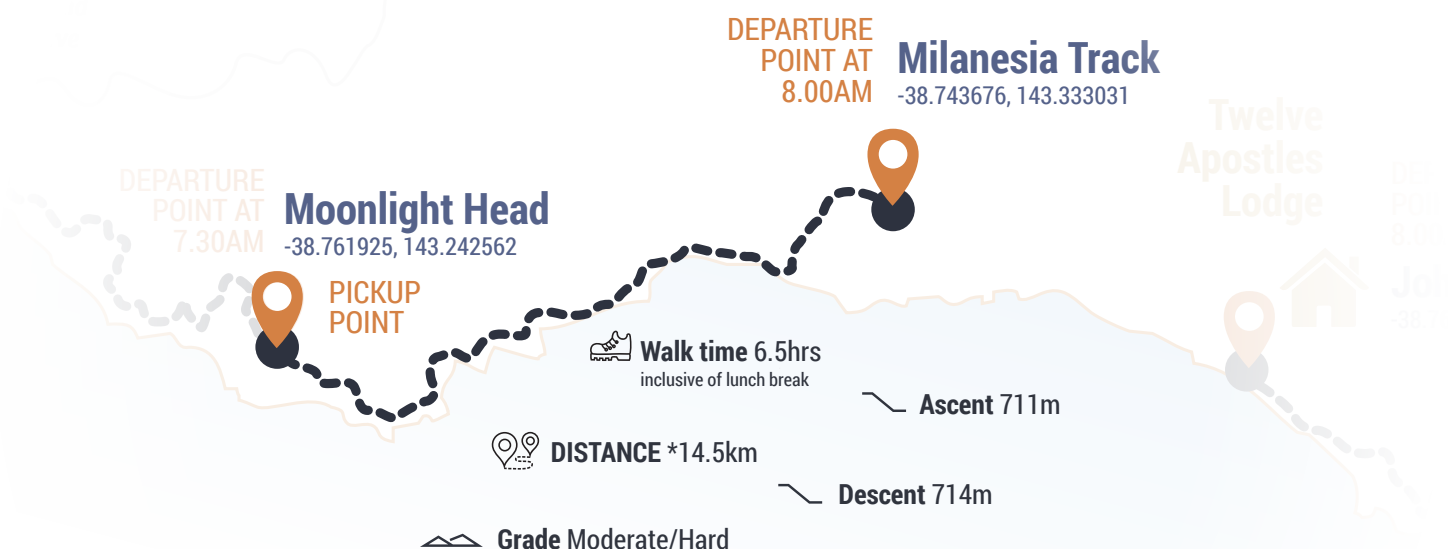 DEPARTURE
POINT AT
8.00AM
Milanesia Track
-38.743676, 143.333031
Twelve
Apostles
Lodge
DEPARTURE
POINT AT
7.30AM
Moonlight Head
-38.761925, 143.242562
PICKUP
POINT
Walk time 6.5hrs
inclusive of lunch break
Ascent 711m
DISTANCE *14.5km
Descent 714m
Grade Moderate/Hard